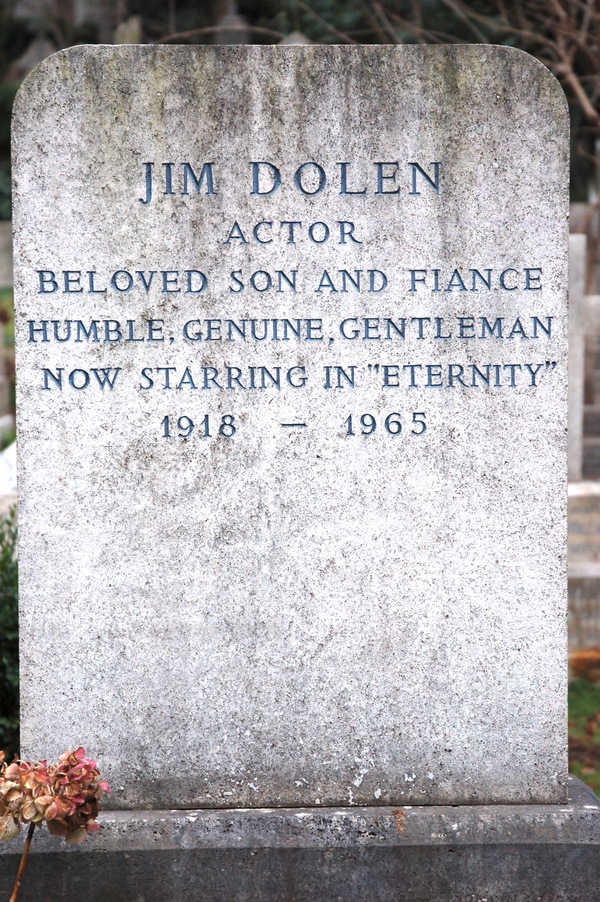 JIM DOLEN
ACTOR
BELOVED SON AND FIANCE
HUMBLE, GENUINE, GENTLEMAN
NOW STARRING IN "ETERNITY"
1918 — 1965